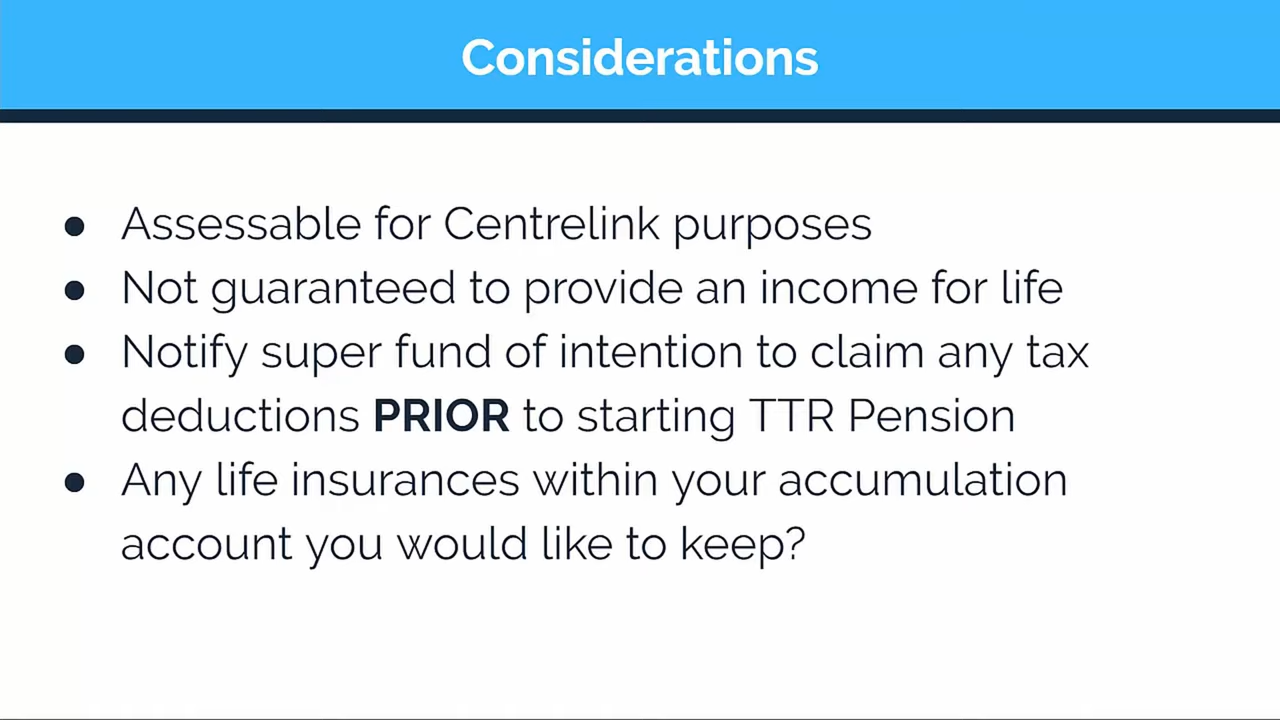 Considerations
● Assessable for Centrelink purposes
● Not guaranteed to provide an income for life
● Notify super fund of intention to claim any tax
deductions PRIOR to starting TTR Pension
● Any life insurances within your accumulation
account you would like to keep?